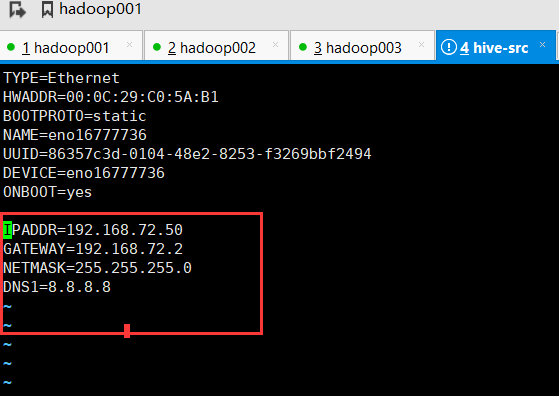 hadoop001
1 hadoop001
2 hadoop002
3 hadoop003
4 hive-src
TYPE=Ethernet
HWADDR=00:0C:29:C0:5A:B1
BOOTPROTO=static
NAME=eno16777736
UUID=86357c3d-0104-48e2-8253-f3269bbf2494
DEVICE=eno16777736
ONBOOT=yes
IPADDR=192.168.72.50
GATEWAY=192.168.72.2
NETMASK=255.255.255.0
DNS1=8.8.8.8
~
~
~
~
~